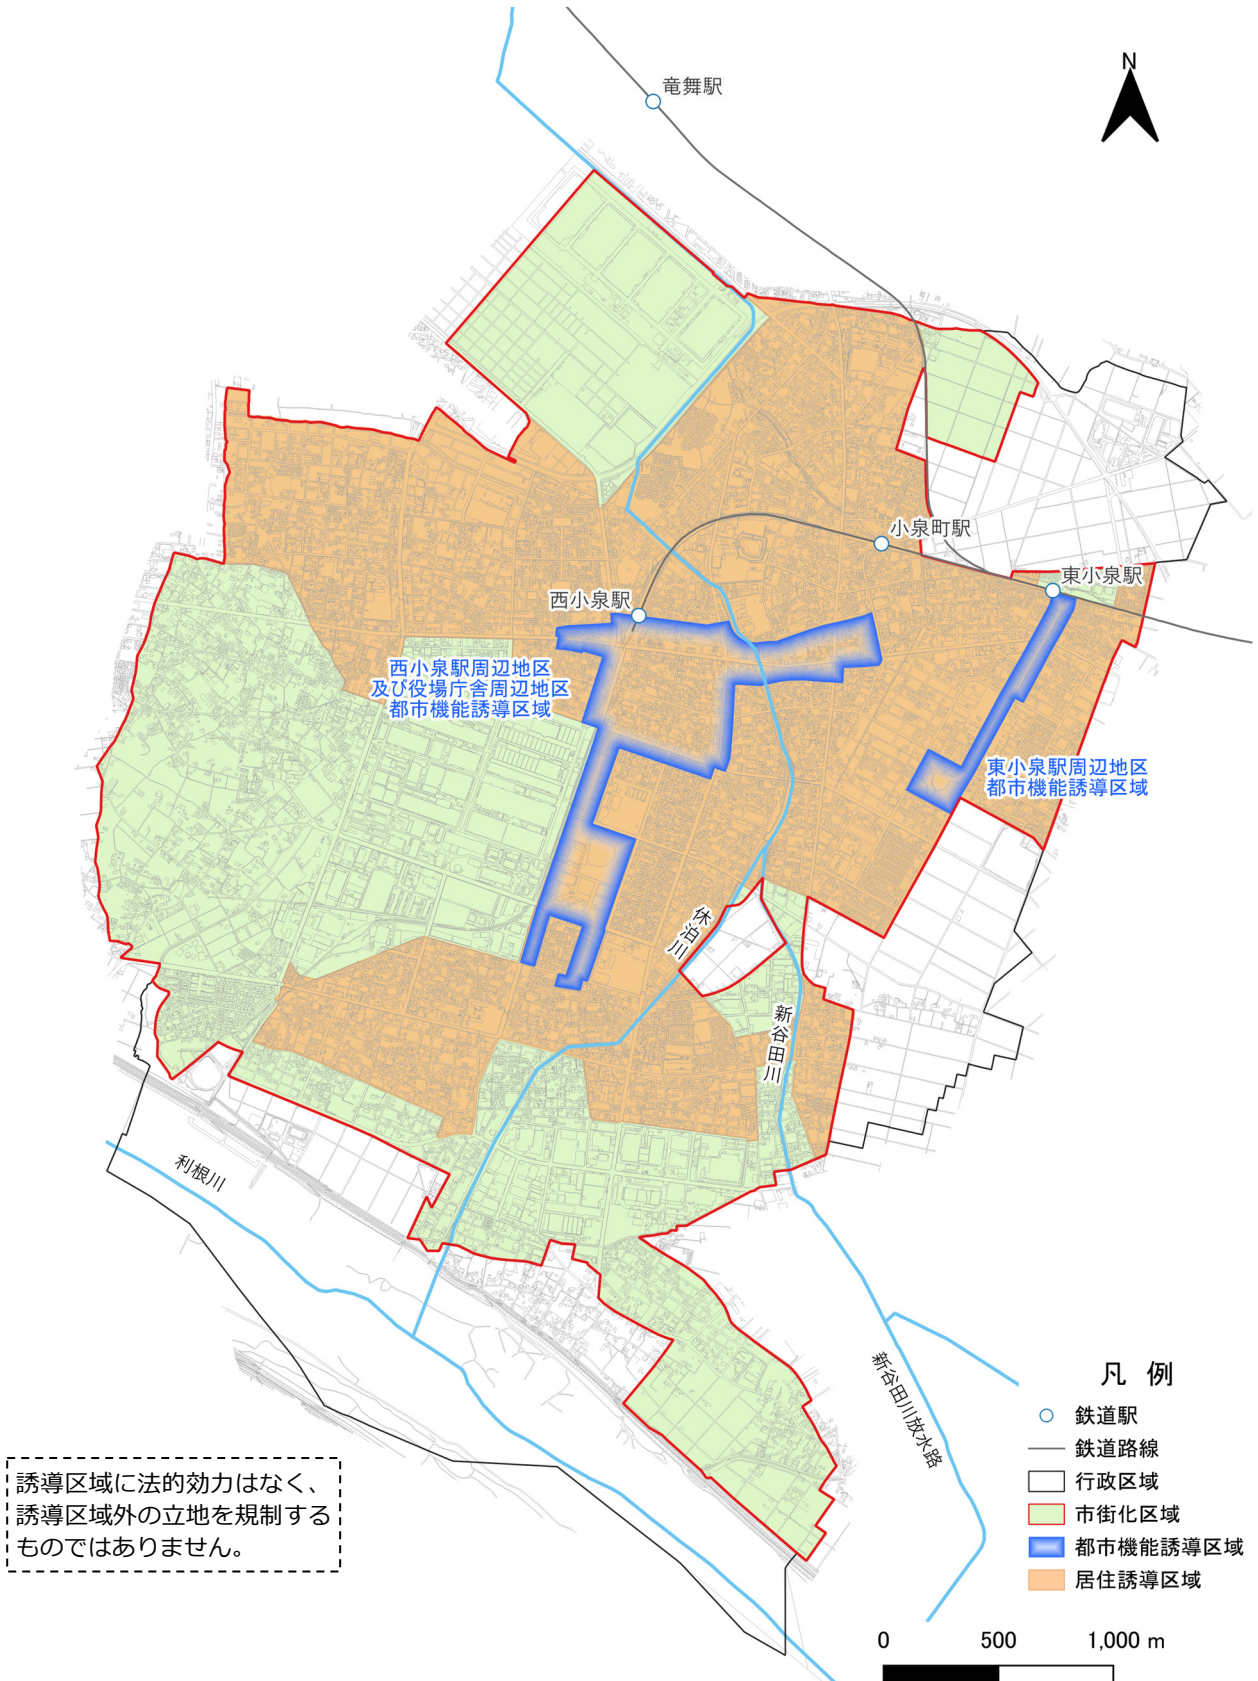 N
竜舞駅
小泉町駅
東小泉駅
西小泉駅
西小泉駅周辺地区
及び役場庁舎周辺地区
都市機能誘導区域
東小泉駅周辺地区
都市機能誘導区域
休泊川
新谷田川
利根川
新谷田川放水路
凡 例
鉄道駅
鉄道路線
行政区域
市街化区域
都市機能誘導区域
居住誘導区域
誘導区域に法的効力はなく、
誘導区域外の立地を規制する
ものではありません。
0 500 1,000 m